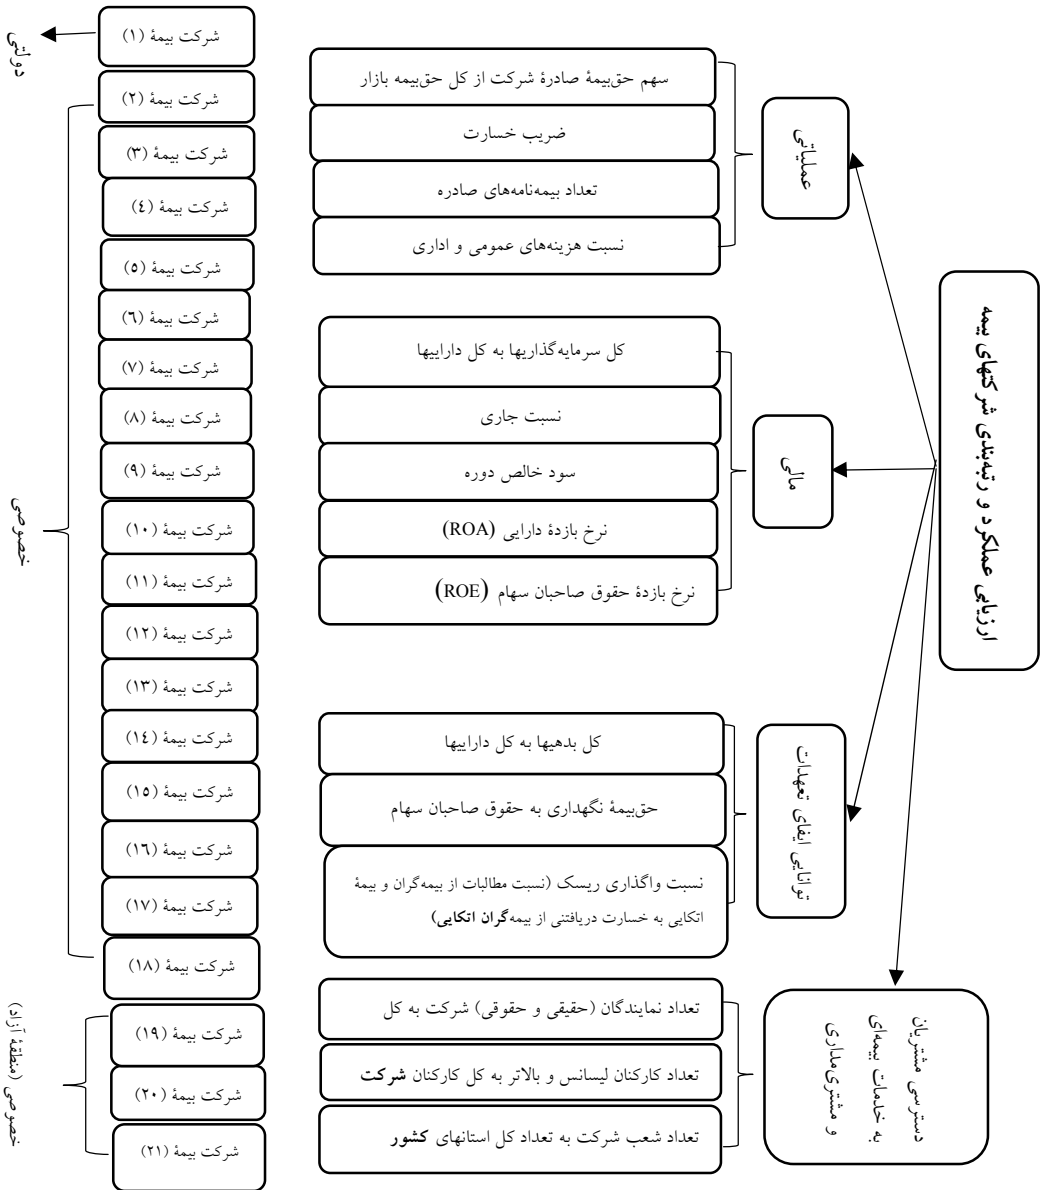 ارزیابی عملکرد و رتبه‌بندی شرکتهای بیمه
عملیاتی
سهم حق‌بیمهٔ صادرهٔ شرکت از کل حق‌بیمه بازار
ضریب خسارت
تعداد بیمه‌نامه‌های صادره
نسبت هزینه‌های عمومی و اداری
مالی
کل سرمایه‌گذاریها به کل داراییها
نسبت جاری
سود خالص دوره
نرخ بازدهٔ دارایی (ROA)
نرخ بازدهٔ حقوق صاحبان سهام (ROE)
توانایی ایفای تعهدات
کل بدهیها به کل داراییها
حق‌بیمهٔ نگهداری به حقوق صاحبان سهام
نسبت واگذاری ریسک (نسبت مطالبات از بیمه‌گران و بیمهٔ
اتکایی به خسارت دریافتنی از بیمه‌گران اتکایی)
دسترسی مشتریان
به خدمات بیمه‌ای
و مشتری‌مداری
تعداد نمایندگان (حقیقی و حقوقی) شرکت به کل
تعداد کارکنان لیسانس و بالاتر به کل کارکنان شرکت
تعداد شعب شرکت به تعداد کل استانهای کشور
شرکت بیمهٔ (۱)
شرکت بیمهٔ (۲)
شرکت بیمهٔ (۳)
شرکت بیمهٔ (٤)
شرکت بیمهٔ (٥)
شرکت بیمهٔ (٦)
شرکت بیمهٔ (۷)
شرکت بیمهٔ (۸)
شرکت بیمهٔ (۹)
شرکت بیمهٔ (۱۰)
شرکت بیمهٔ (۱۱)
شرکت بیمهٔ (۱۲)
شرکت بیمهٔ (۱۳)
شرکت بیمهٔ (۱٤)
شرکت بیمهٔ (۱٥)
شرکت بیمهٔ (۱٦)
شرکت بیمهٔ (۱۷)
شرکت بیمهٔ (۱۸)
شرکت بیمهٔ (۱۹)
شرکت بیمهٔ (۲۰)
شرکت بیمهٔ (۲۱)
دولتی
خصوصی
خصوصی (منطقهٔ آزاد)